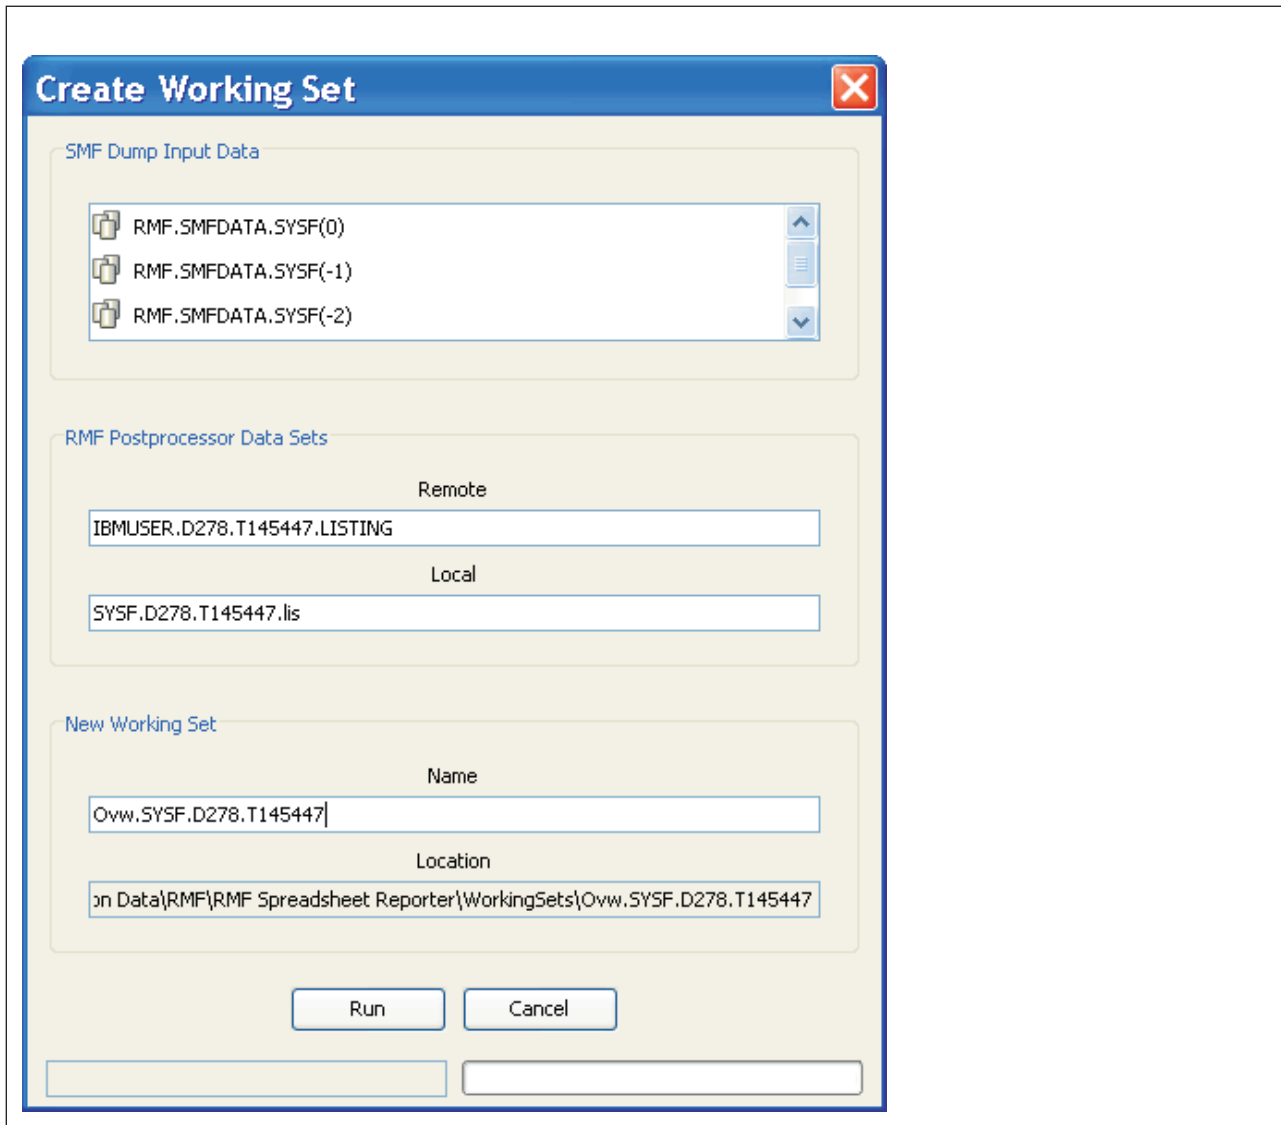 Create Working Set
SMF Dump Input Data
RMF.SMFDATA.SYSF(0)
RMF.SMFDATA.SYSF(-1)
RMF.SMFDATA.SYSF(-2)
RMF Postprocessor Data Sets
Remote
IBMUSER.D278.T145447.LISTING
Local
SYSF.D278.T145447.lis
New Working Set
Name
Ovw.SYSF.D278.T145447
Location
on Data\RMF\RMF Spreadsheet Reporter\WorkingSets\Ovw.SYSF.D278.T145447
Run Cancel